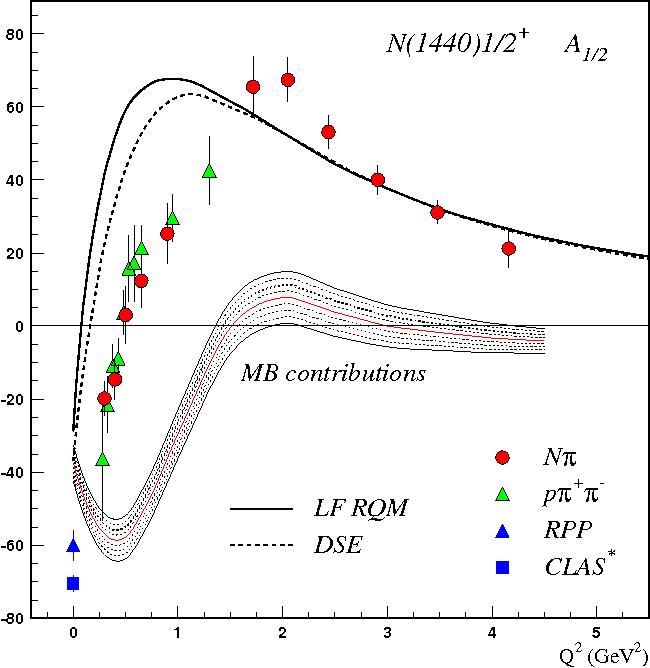 N(1440)1/2⁺ A₁/₂
80
60
40
20
0
-20
-40
-60
-80
MB contributions
LF RQM
DSE
Nπ
pπ⁺π⁻
RPP
CLAS*
0 1 2 3 4 5
Q² (GeV²)